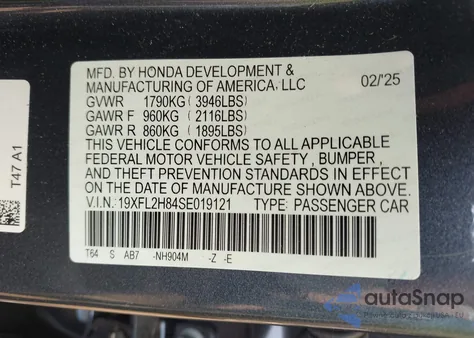 MFD. BY HONDA DEVELOPMENT &
MANUFACTURING OF AMERICA, LLC 02/'25
GVWR 1790KG (3946LBS)
GAWR F 960KG (2116LBS)
GAWR R 860KG (1895LBS)
THIS VEHICLE CONFORMS TO ALL APPLICABLE
FEDERAL MOTOR VEHICLE SAFETY , BUMPER ,
AND THEFT PREVENTION STANDARDS IN EFFECT
ON THE DATE OF MANUFACTURE SHOWN ABOVE.
V.I.N. 19XFL2H84SE019121 TYPE: PASSENGER CAR
T64 S AB7 -NH904M -Z -E
T47 A1
autoSnap